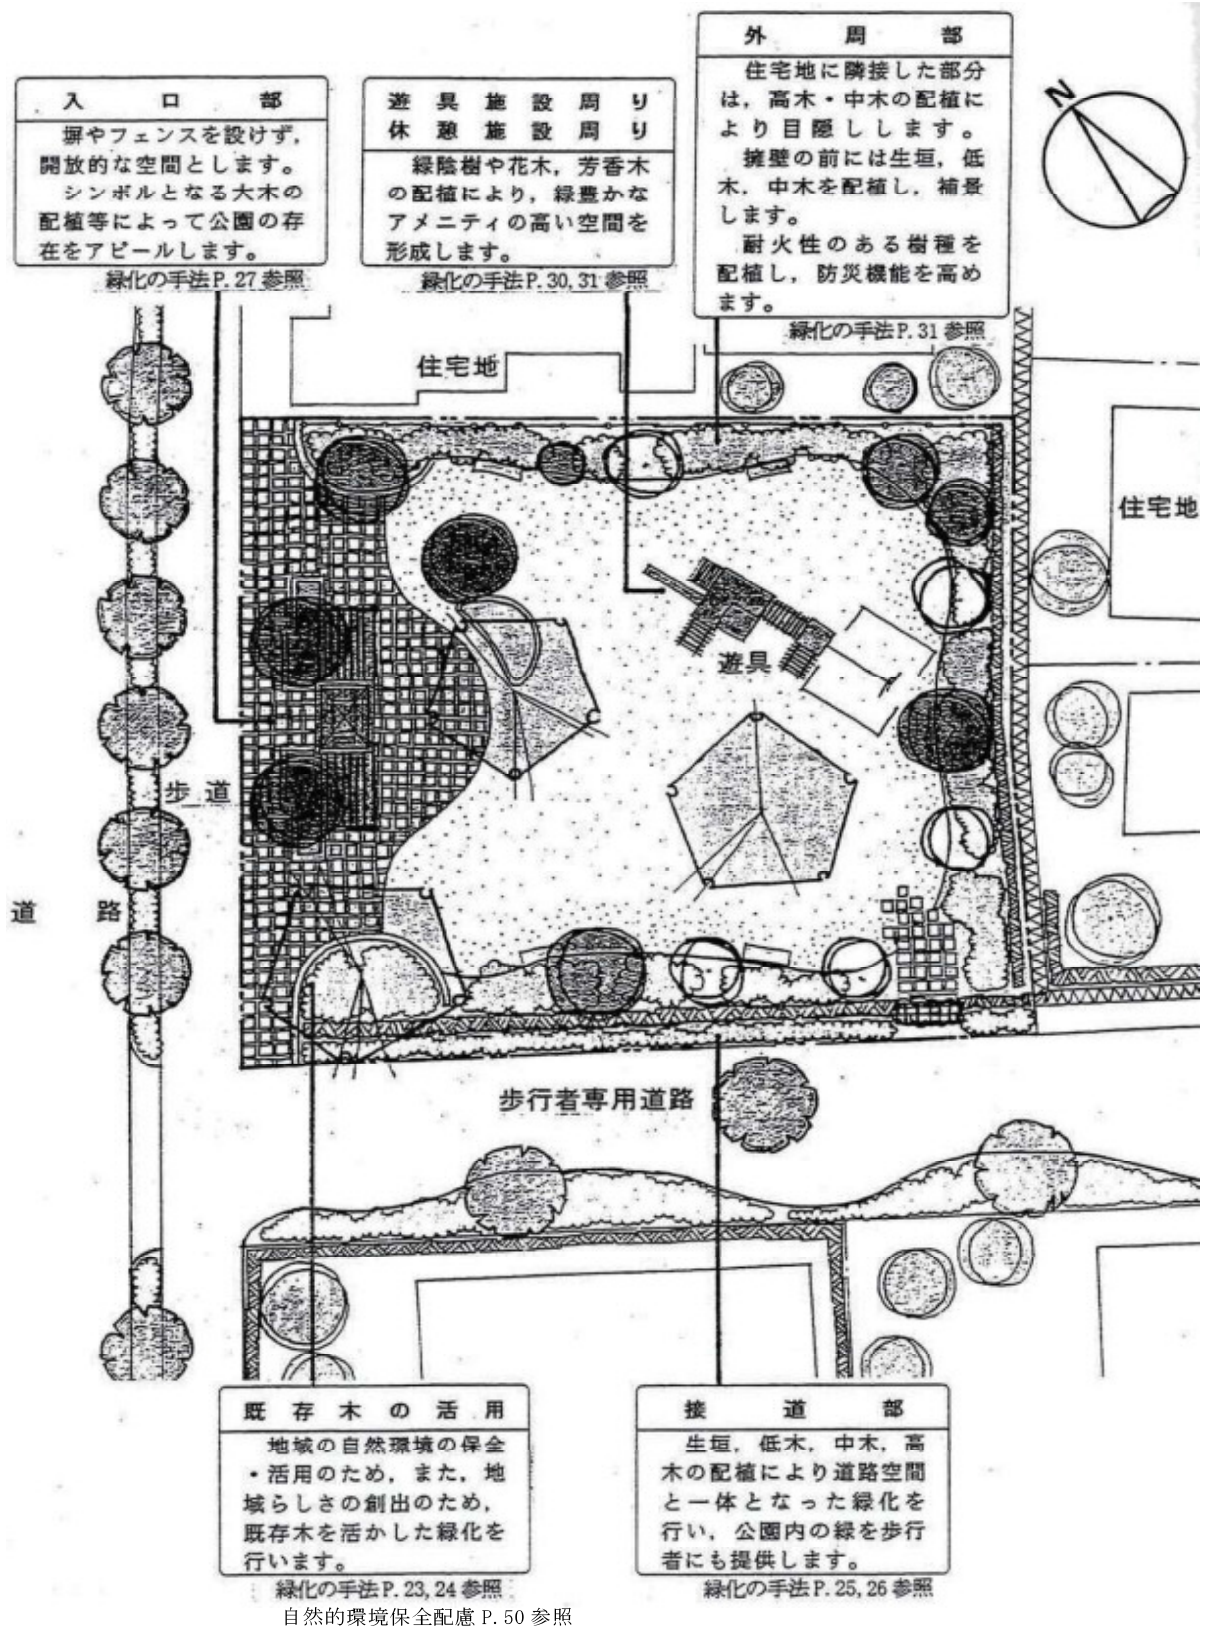 外周部
住宅地に隣接した部分
は，高木・中木の配植に
より目隠しします。
擁壁の前には生垣，低
木，中木を配植し，補景
します。
耐火性のある樹種を
配植し，防災機能を高め
ます。
緑化の手法P.31 参照
入口部
塀やフェンスを設けず，
開放的な空間とします。
シンボルとなる大木の
配植等によって公園の存
在をアピールします。
緑化の手法P.27 参照
遊具施設周り
休憩施設周り
緑陰樹や花木，芳香木
の配植により，緑豊かな
アメニティの高い空間を
形成します。
緑化の手法P.30,31 参照
N
住宅地
住宅地
遊具
歩道
道路
歩行者専用道路
既存木の活用
地域の自然環境の保全
・活用のため，また，地
域らしさの創出のため，
既存木を活かした緑化を
行います。
緑化の手法P.23,24 参照
自然的環境保全配慮 P.50 参照
接道部
生垣，低木，中木，高
木の配植により道路空間
と一体となった緑化を
行い，公園内の緑を歩行
者にも提供します。
緑化の手法P.25,26 参照